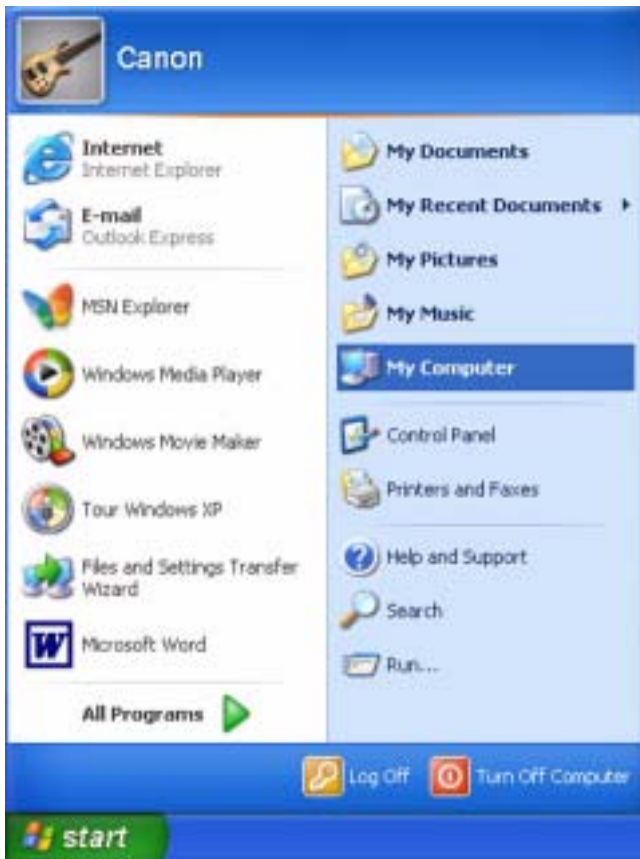 Canon
Internet
Internet Explorer
E-mail
Outlook Express
MSN Explorer
Windows Media Player
Windows Movie Maker
Tour Windows XP
Files and Settings Transfer
Wizard
W
Microsoft Word
All Programs
My Documents
My Recent Documents
My Pictures
My Music
My Computer
Control Panel
Printers and Faxes
Help and Support
Search
Run...
Log Off
Turn Off Computer
start